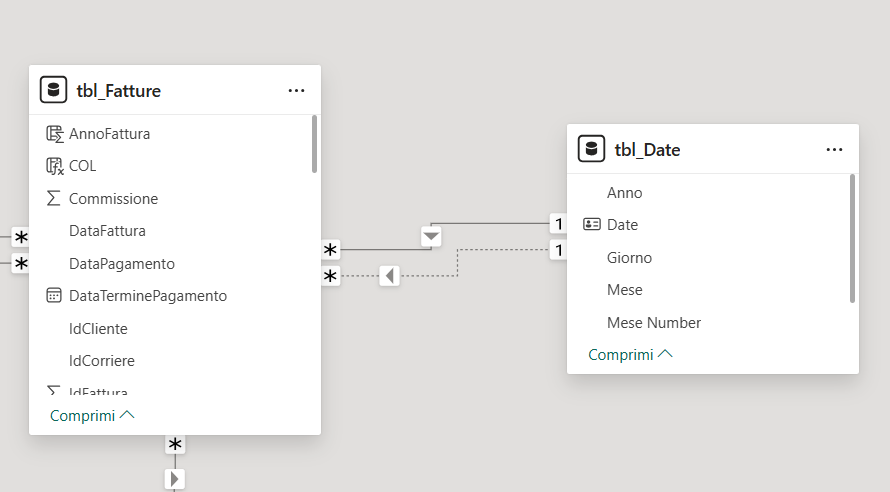 tbl_Fatture
AnnoFattura
COL
Commissione
DataFattura
DataPagamento
DataTerminePagamento
IdCliente
IdCorriere
IdFattura
Comprimi
*
*
*
*
*
1
1
tbl_Date
Anno
Date
Giorno
Mese
Mese Number
Comprimi